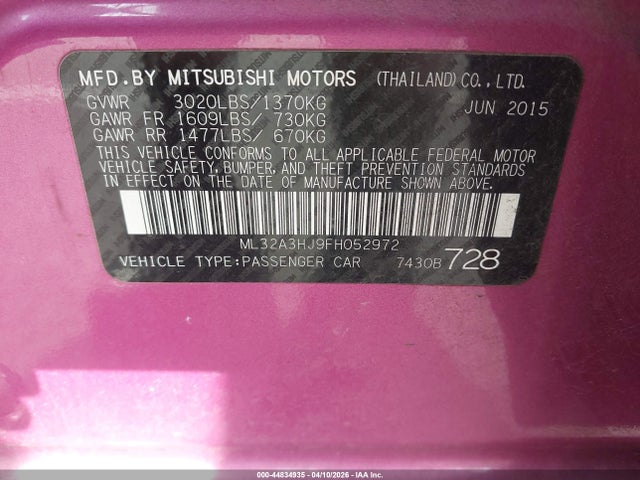 MFD.BY MITSUBISHI MOTORS (THAILAND) CO., LTD.
GVWR 3020LBS/1370KG JUN 2015
GAWR FR 1609LBS/ 730KG
GAWR RR 1477LBS/ 670KG
THIS VEHICLE CONFORMS TO ALL APPLICABLE FEDERAL MOTOR
VEHICLE SAFETY, BUMPER, AND THEFT PREVENTION STANDARDS
IN EFFECT ON THE DATE OF MANUFACTURE SHOWN ABOVE.
ML32A3HJ9FH052972
VEHICLE TYPE:PASSENGER CAR 7430B 728
000-44834935 - 04/10/2026 - IAA Inc.